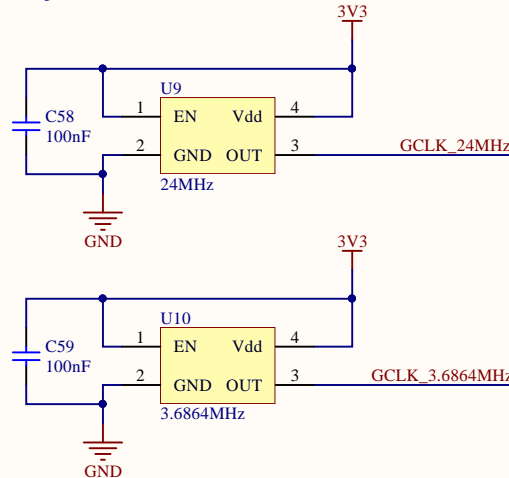 3V3
U9
C58
100nF
1
EN
Vdd
4
2
GND
OUT
3
GCLK_24MHz
24MHz
GND
3V3
U10
C59
100nF
1
EN
Vdd
4
2
GND
OUT
3
GCLK_3.6864MHz
3.6864MHz
GND